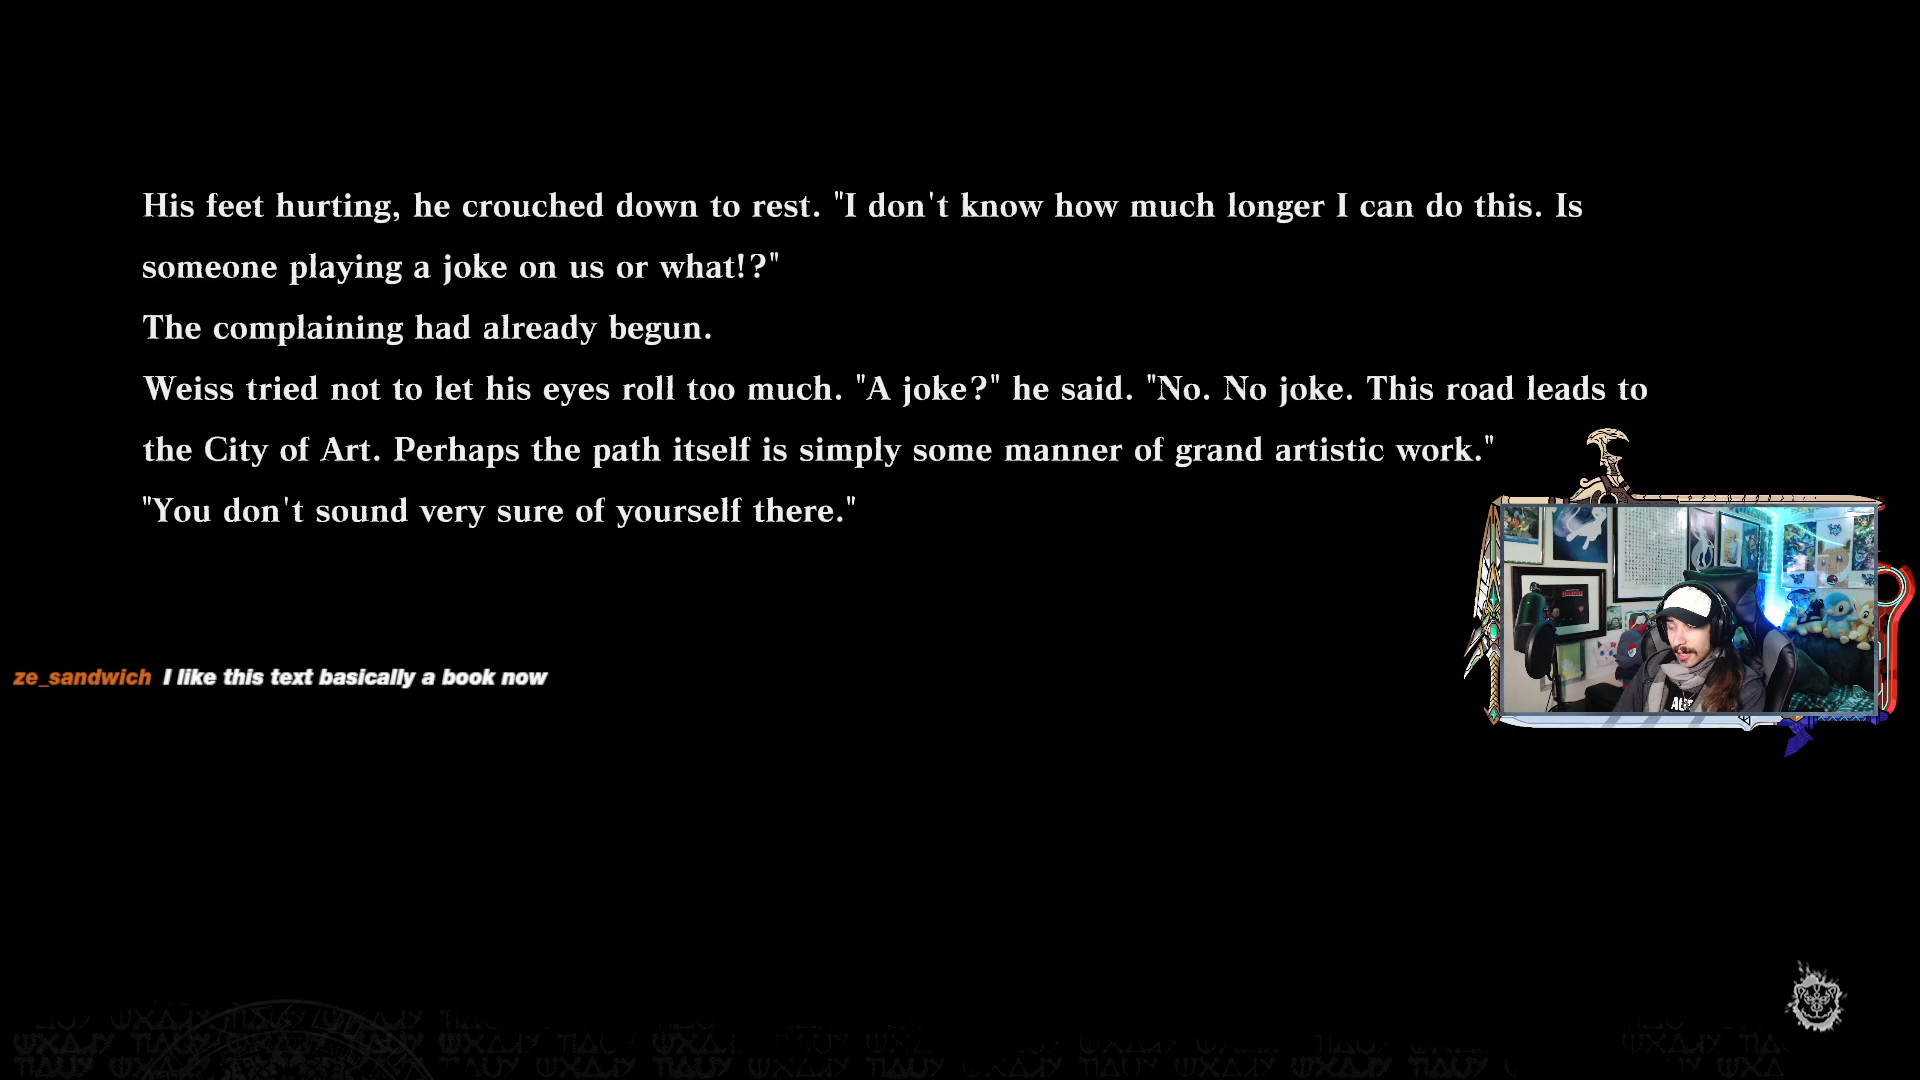 His feet hurting, he crouched down to rest. "I don't know how much longer I can do this. Is
someone playing a joke on us or what!?"
The complaining had already begun.
Weiss tried not to let his eyes roll too much. "A joke?" he said. "No. No joke. This road leads to
the City of Art. Perhaps the path itself is simply some manner of grand artistic work."
"You don't sound very sure of yourself there."
ze_sandwich I like this text basically a book now